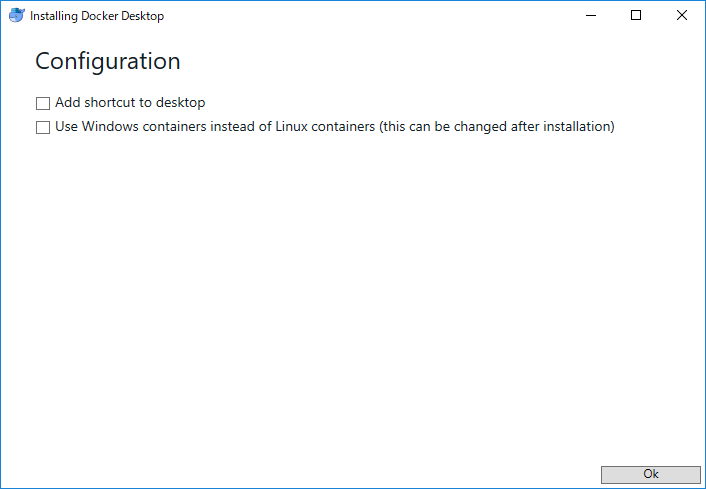 Installing Docker Desktop
Configuration
Add shortcut to desktop
Use Windows containers instead of Linux containers (this can be changed after installation)
Ok